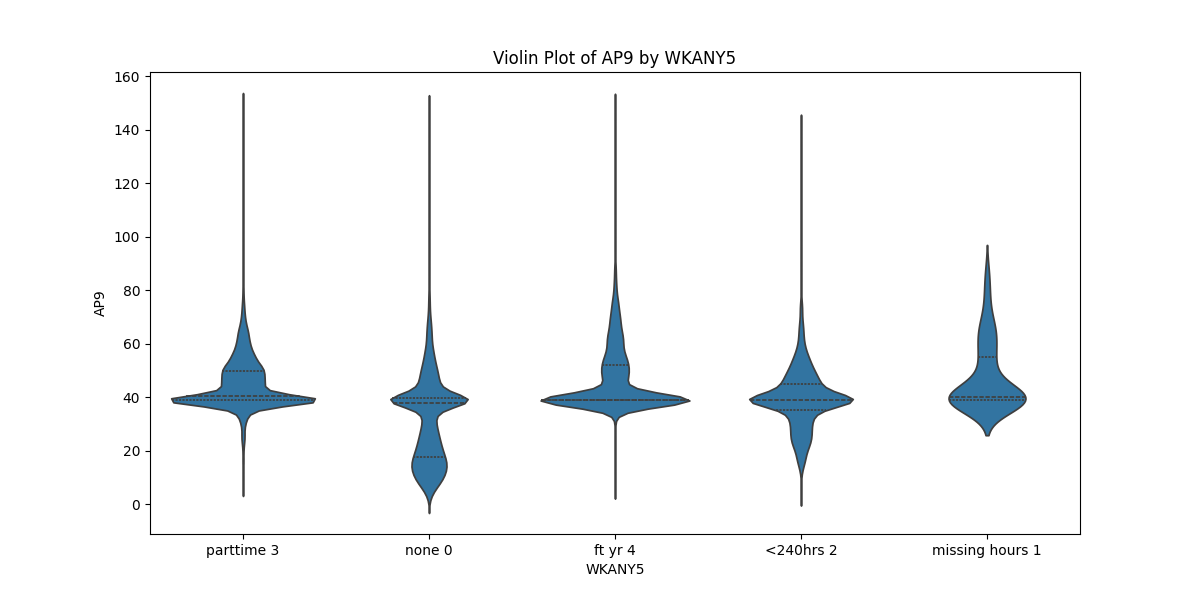 Violin Plot of AP9 by WKANY5
160
140
120
100
80
60
40
20
0
AP9
parttime 3
none 0
ft yr 4
<240hrs 2
missing hours 1
WKANY5